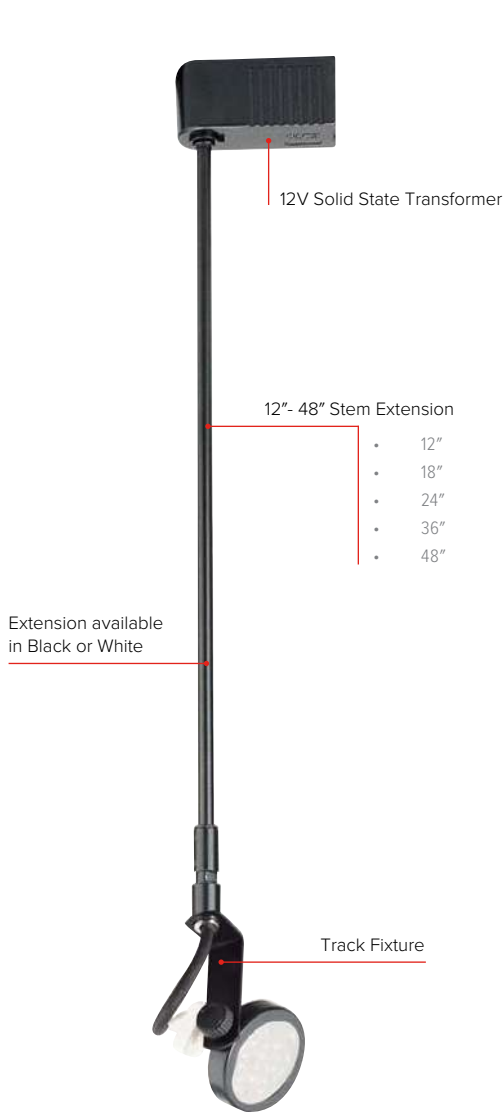 12V Solid State Transformer
12″- 48″ Stem Extension
• 12″
• 18″
• 24″
• 36″
• 48″
Extension available
in Black or White
Track Fixture